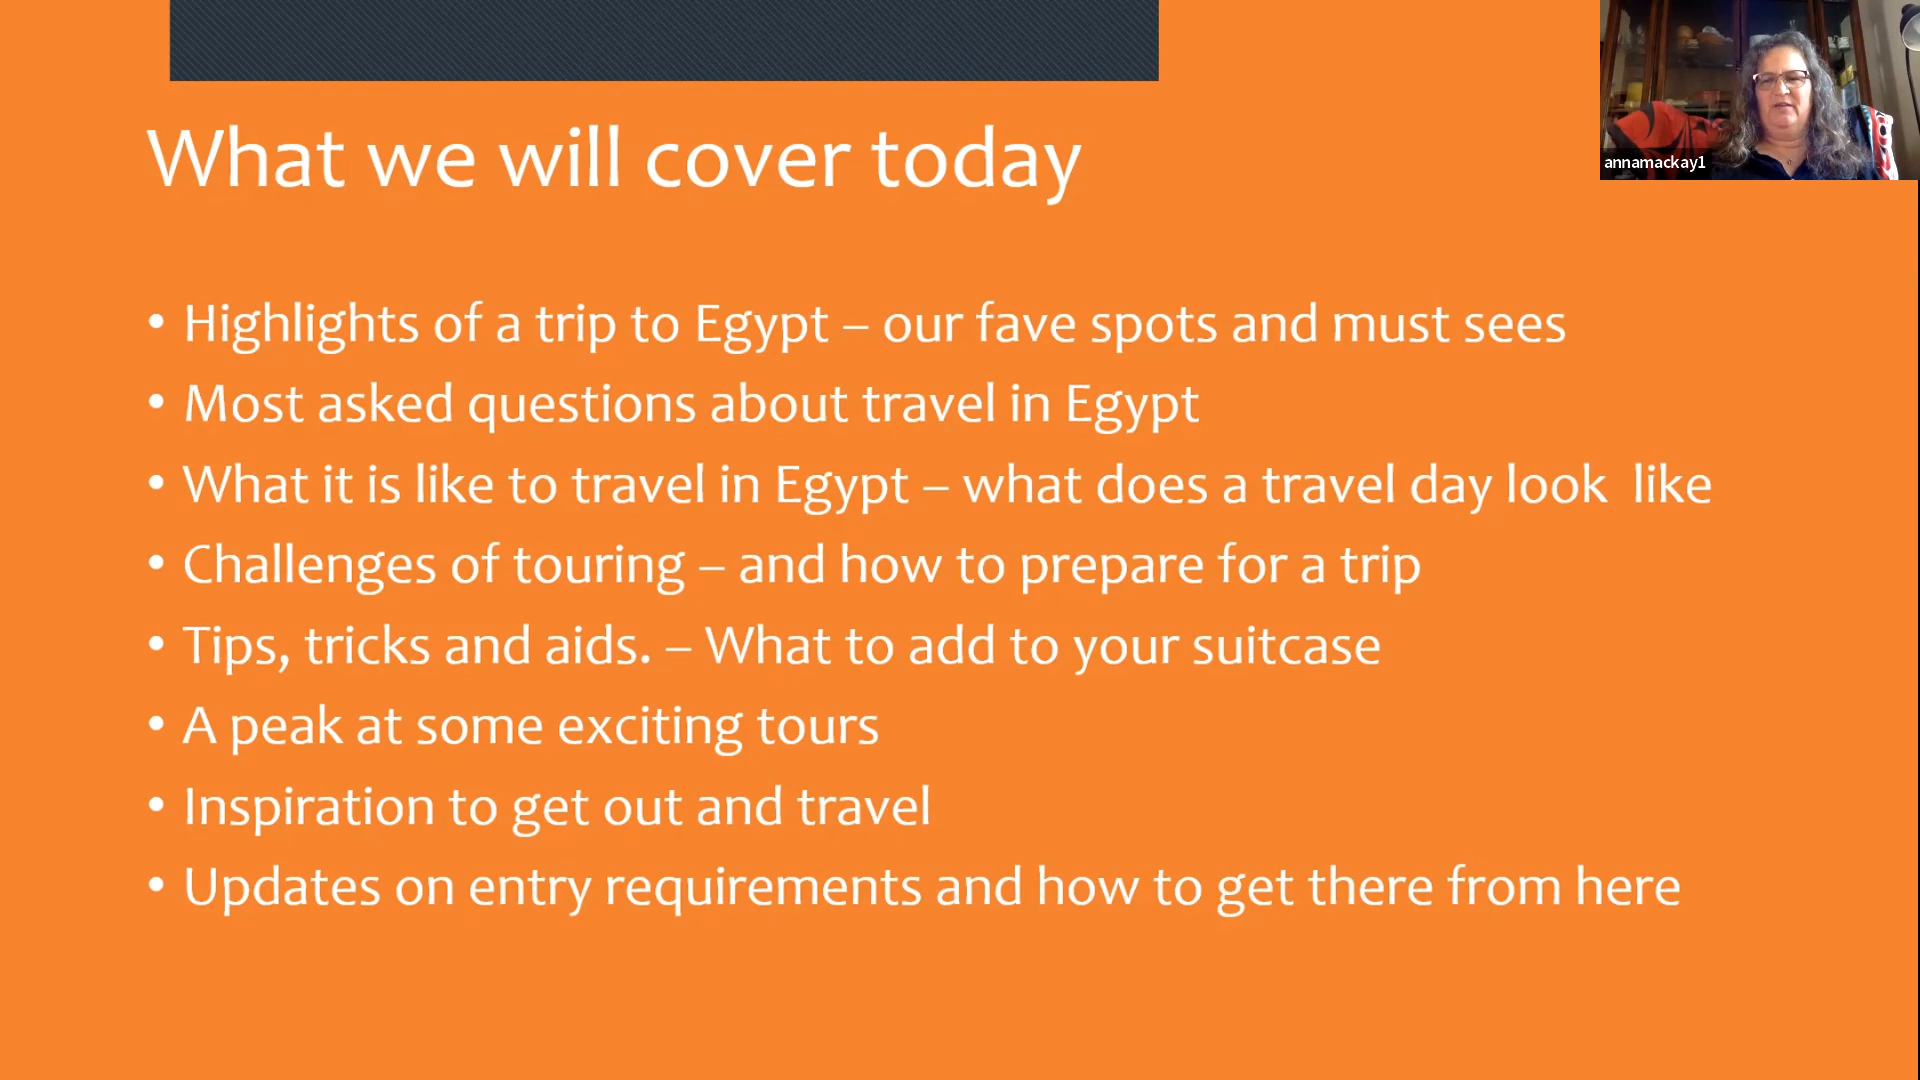 What we will cover today
• Highlights of a trip to Egypt – our fave spots and must sees
• Most asked questions about travel in Egypt
• What it is like to travel in Egypt – what does a travel day look  like
• Challenges of touring – and how to prepare for a trip
• Tips, tricks and aids. – What to add to your suitcase
• A peak at some exciting tours
• Inspiration to get out and travel
• Updates on entry requirements and how to get there from here
annamackay1